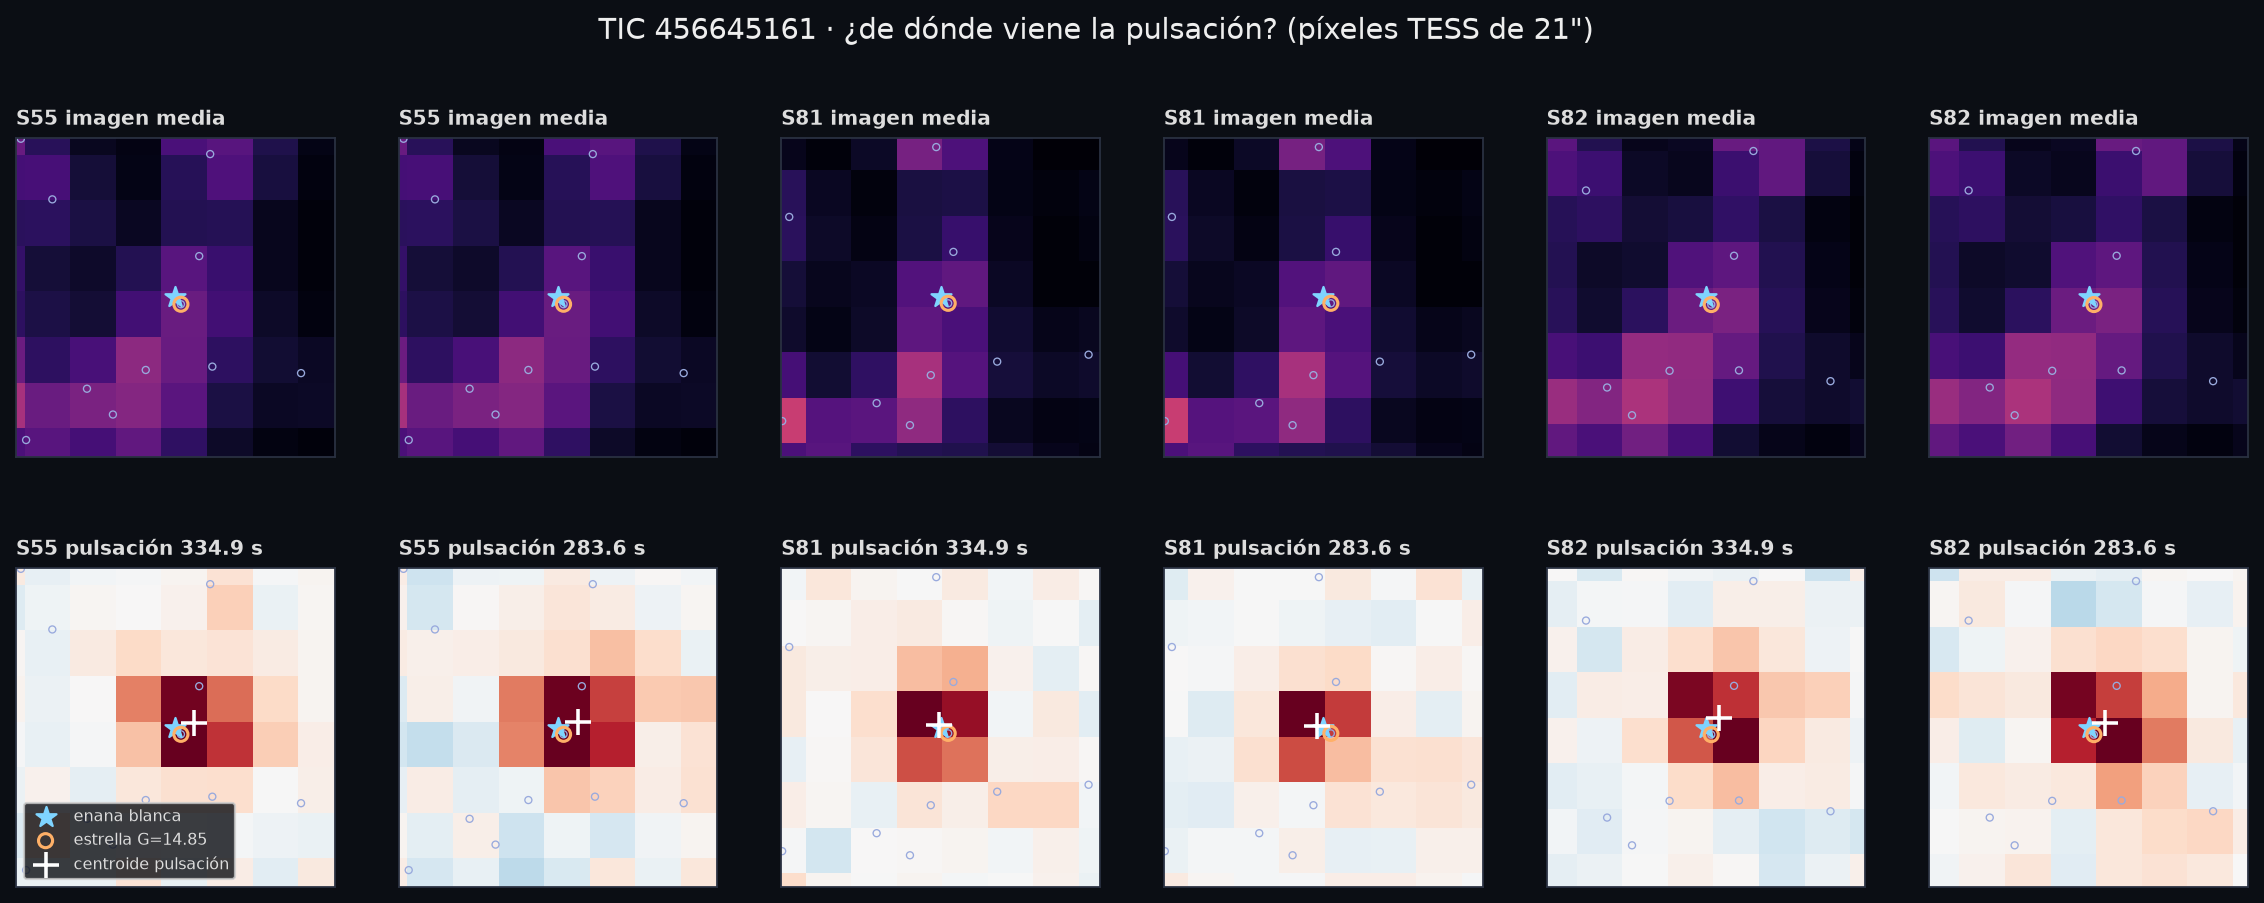 TIC 456645161 · ¿de dónde viene la pulsación? (píxeles TESS de 21")
S55 imagen media
S55 imagen media
S81 imagen media
S81 imagen media
S82 imagen media
S82 imagen media
S55 pulsación 334.9 s
S55 pulsación 283.6 s
S81 pulsación 334.9 s
S81 pulsación 283.6 s
S82 pulsación 334.9 s
S82 pulsación 283.6 s
enana blanca
estrella G=14.85
centroide pulsación